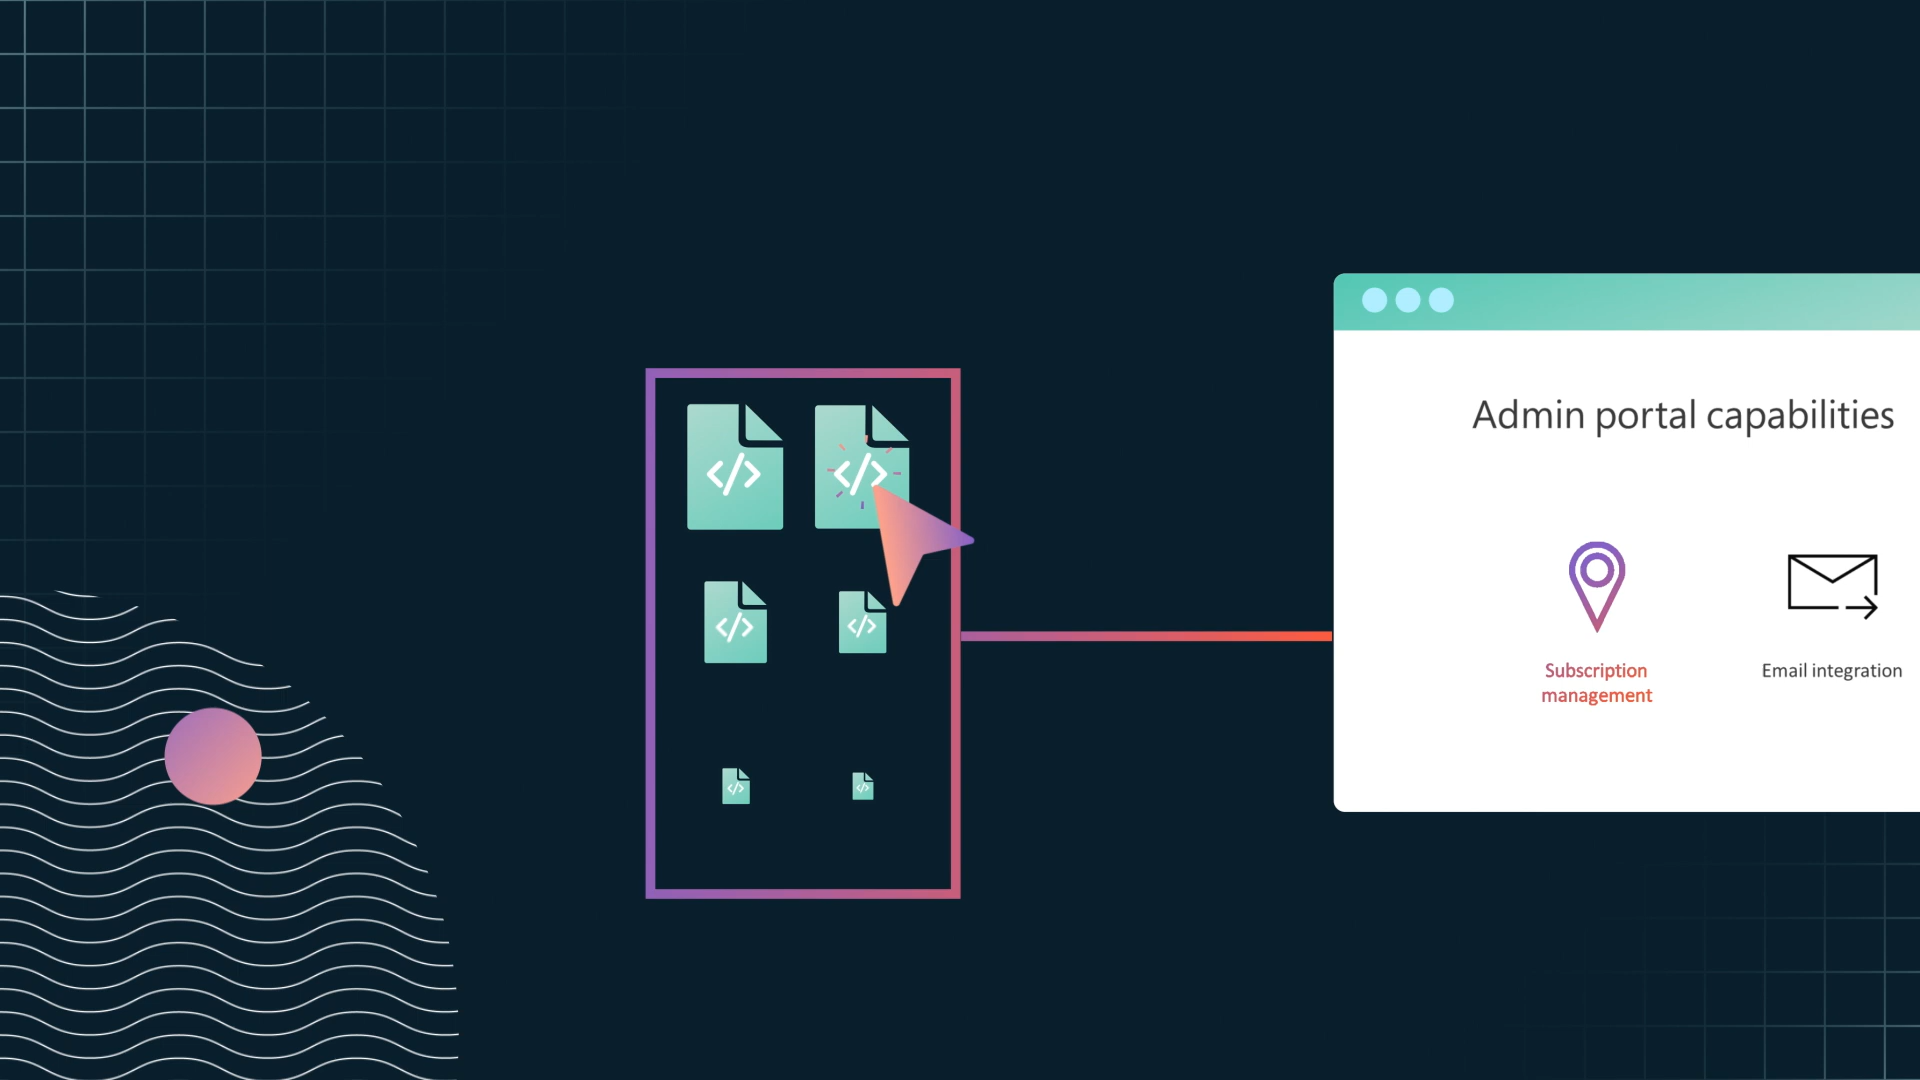 </>
</>
</>
</>
</>
</>
Admin portal capabilities
Subscription
management
Email integration